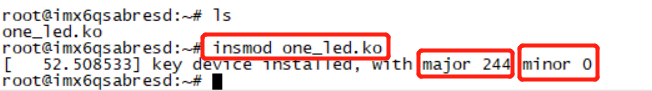 root@imx6qsabresd:~# ls
one_led.ko
root@imx6qsabresd:~# insmod one_led.ko
[   52.508533] key device installed, with major 244 minor 0
root@imx6qsabresd:~#